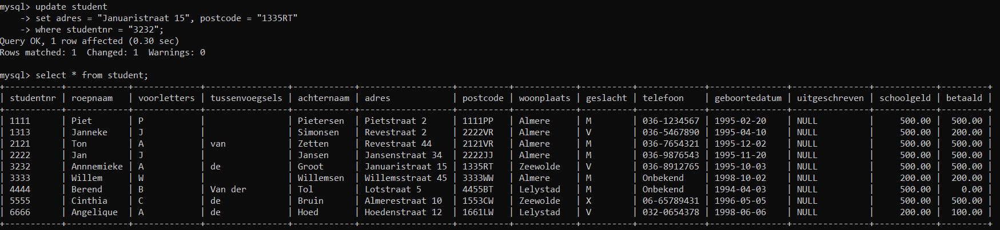 mysql> update student
    -> set adres = "Januaristraat 15", postcode = "1335RT"
    -> where studentnr = "3232";
Query OK, 1 row affected (0.30 sec)
Rows matched: 1  Changed: 1  Warnings: 0

mysql> select * from student;
+-----------+------------+-------------+----------------+------------+------------------+----------+------------+----------+-------------+---------------+---------------+------------+---------+
| studentnr | roepnaam   | voorletters | tussenvoegsels | achternaam | adres            | postcode | woonplaats | geslacht | telefoon    | geboortedatum | uitgeschreven | schoolgeld | betaald |
+-----------+------------+-------------+----------------+------------+------------------+----------+------------+----------+-------------+---------------+---------------+------------+---------+
| 1111      | Piet       | P           |                | Pietersen  | Pietstraat 2     | 1111PP   | Almere     | M        | 036-1234567 | 1995-02-20    | NULL          |     500.00 |  500.00 |
| 1313      | Janneke    | J           |                | Simonsen   | Revestraat 2     | 2222VR   | Almere     | V        | 036-5467890 | 1995-04-10    | NULL          |     500.00 |  200.00 |
| 2121      | Ton        | A           | van            | Zetten     | Revestraat 44    | 2121VR   | Almere     | M        | 036-7654321 | 1995-12-02    | NULL          |     500.00 |  500.00 |
| 2222      | Jan        | J           |                | Jansen     | Jansenstraat 34  | 2222JJ   | Almere     | M        | 036-9876543 | 1995-11-20    | NULL          |     500.00 |  500.00 |
| 3232      | Annnemieke | A           | de             | Groot      | Januaristraat 15 | 1335RT   | Zeewolde   | V        | 036-8912765 | 1995-10-03    | NULL          |     500.00 |  500.00 |
| 3333      | Willem     | W           |                | Willemsen  | Willemsstraat 45 | 3333WW   | Almere     | M        | Onbekend    | 1998-10-02    | NULL          |     200.00 |  200.00 |
| 4444      | Berend     | B           | Van der        | Tol        | Lotstraat 5      | 4455BT   | Lelystad   | M        | Onbekend    | 1994-04-03    | NULL          |     500.00 |    0.00 |
| 5555      | Cinthia    | C           | de             | Bruin      | Almerestraat 10  | 1553CW   | Zeewolde   | X        | 06-65789431 | 1996-05-05    | NULL          |     500.00 |  500.00 |
| 6666      | Angelique  | A           | de             | Hoed       | Hoedenstraat 12  | 1661LW   | Lelystad   | V        | 032-0654378 | 1998-06-06    | NULL          |     200.00 |  100.00 |
+-----------+------------+-------------+----------------+------------+------------------+----------+------------+----------+-------------+---------------+---------------+------------+---------+